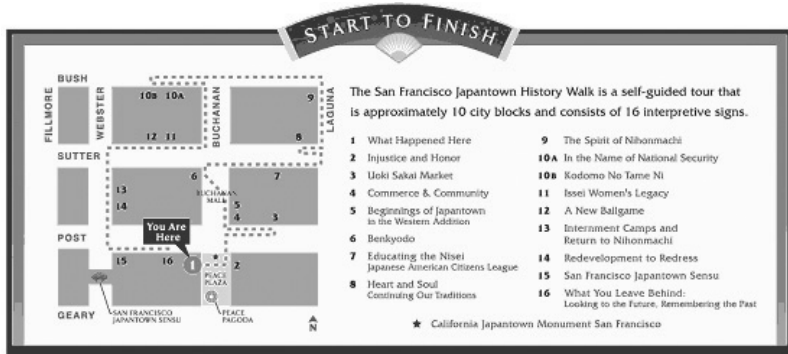 START TO FINISH
BUSH
FILLMORE
WEBSTER
BUCHANAN
LAGUNA
10B 10A
9
12 11
8
SUTTER
6
7
BUCHANAN
MALL
13
14
5
4
3
You Are
Here
POST
15
16
1
★
2
PEACE
PLAZA
SAN FRANCISCO
JAPANTOWN SENSU
PEACE
PAGODA
GEARY
N
The San Francisco Japantown History Walk is a self-guided tour that
is approximately 10 city blocks and consists of 16 interpretive signs.
1 What Happened Here
2 Injustice and Honor
3 Uoki Sakai Market
4 Commerce & Community
5 Beginnings of Japantown
in the Western Addition
6 Benkyodo
7 Educating the Nisei
Japanese American Citizens League
8 Heart and Soul
Continuing Our Traditions
9 The Spirit of Nihonmachi
10A In the Name of National Security
10B Kodomo No Tame Ni
11 Issei Women's Legacy
12 A New Ballgame
13 Internment Camps and
Return to Nihonmachi
14 Redevelopment to Redress
15 San Francisco Japantown Sensu
16 What You Leave Behind:
Looking to the Future, Remembering the Past
★ California Japantown Monument San Francisco